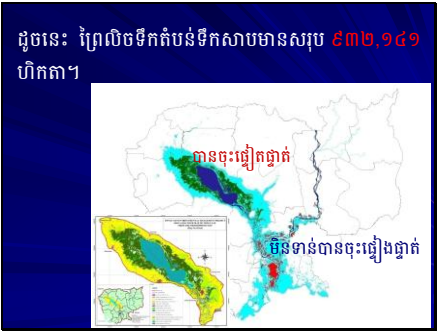 ដូចនេះ ព្រៃលិចទឹកតំបន់ទឹកសាបមានសរុប ៩៣២,១៤១
ហិកតា។
បានចុះផ្ទៀតផ្ទាត់
មិនទាន់បានចុះផ្ទៀងផ្ទាត់